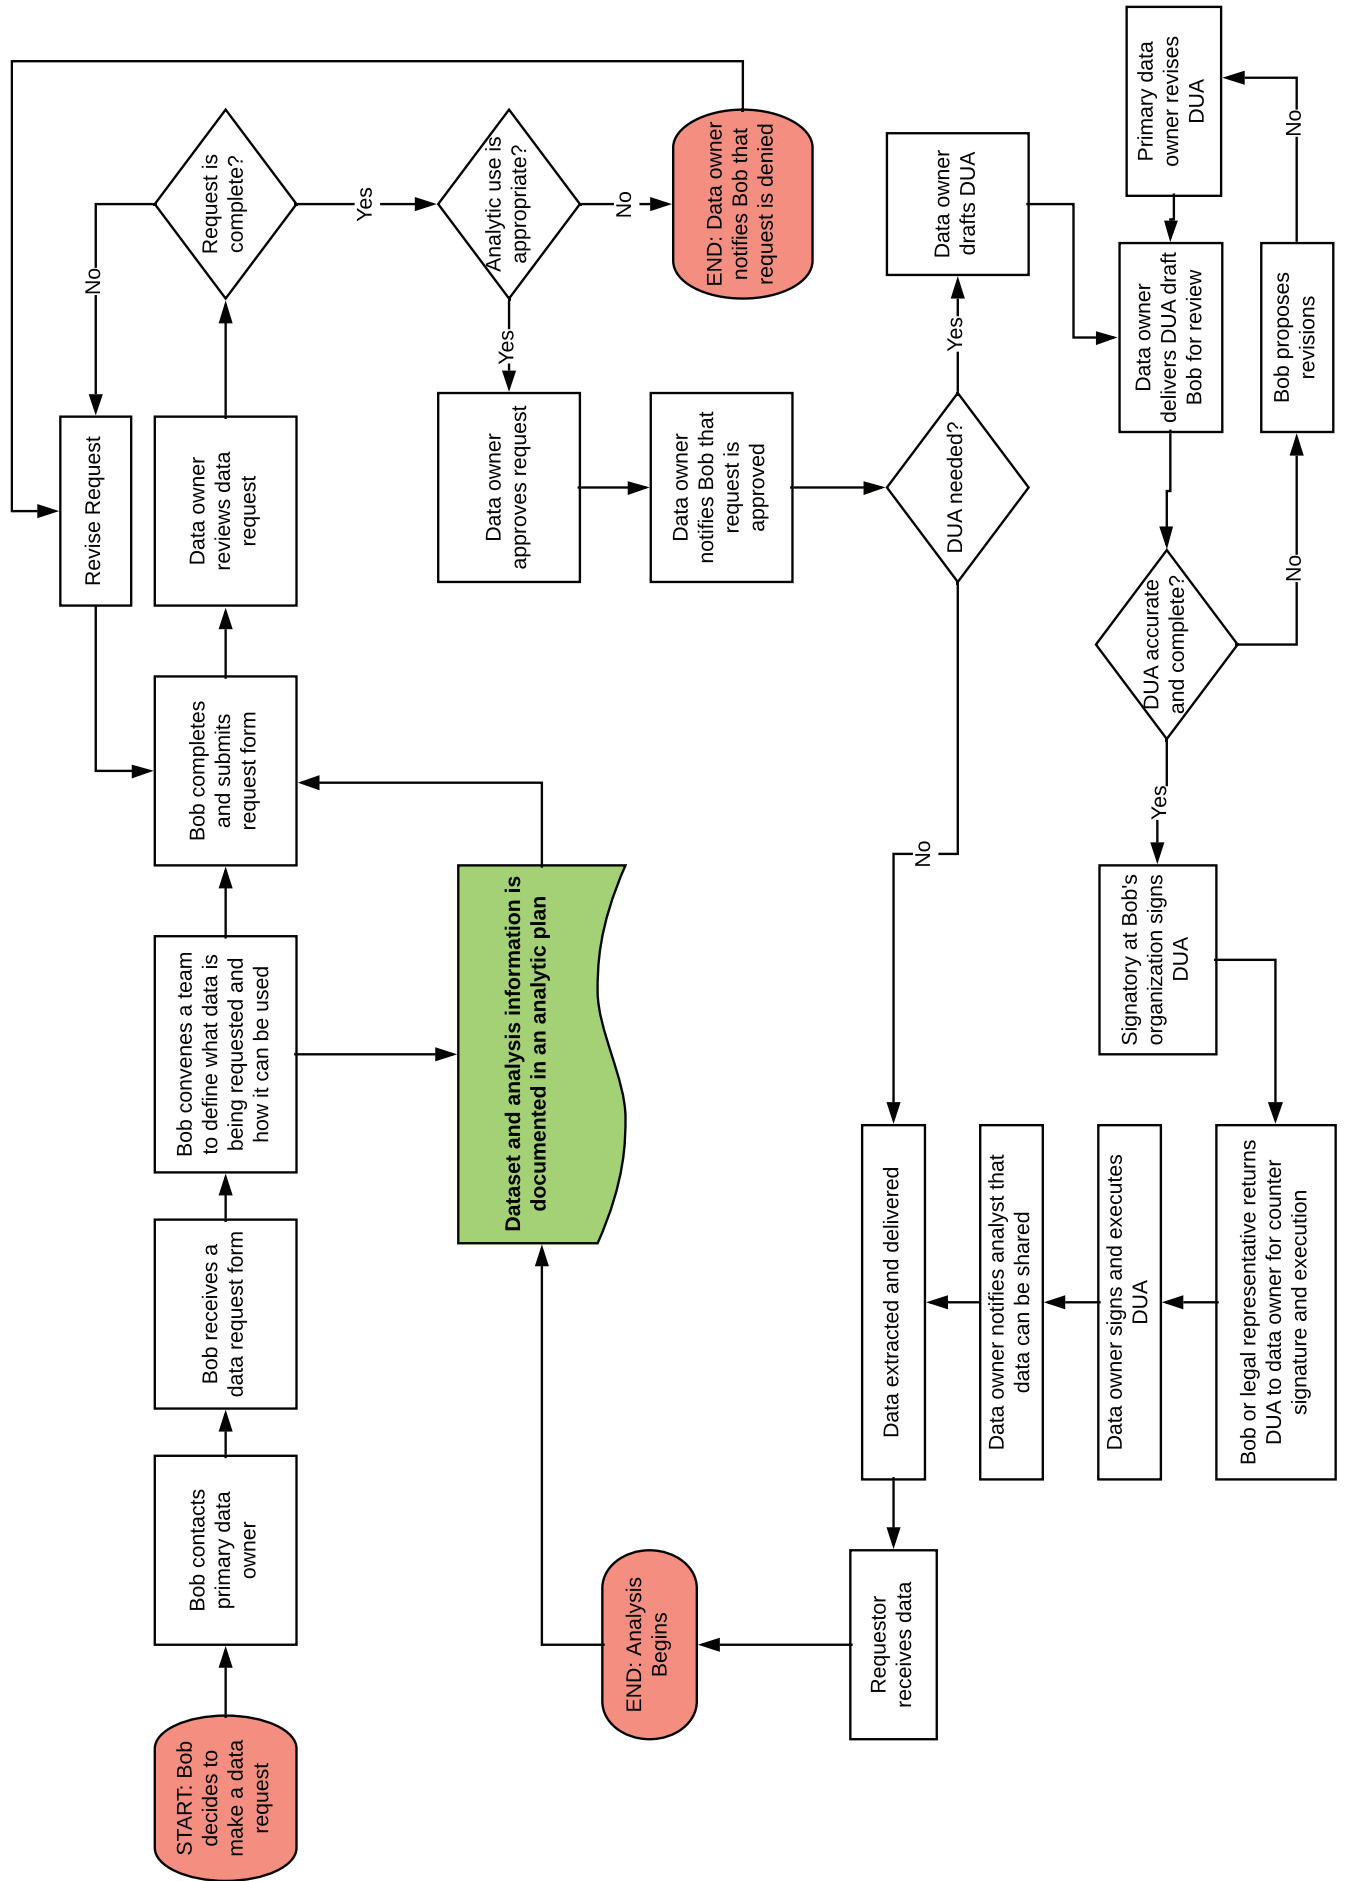 START: Bob
decides to
make a data
request
Bob contacts
primary data
owner
Bob receives a
data request form
Bob convenes a team
to define what data is
being requested and
how it can be used
Bob completes
and submits
request form
Revise Request
Data owner
reviews data
request
No
Request is
complete?
Yes
Analytic use is
appropriate?
No
END: Data owner
notifies Bob that
request is denied
Yes
Data owner
approves request
Data owner
notifies Bob that
request is
approved
Dataset and analysis information is
documented in an analytic plan
DUA needed?
Yes
Data owner
drafts DUA
No
Primary data
owner revises
DUA
No
Data owner
delivers DUA draft
Bob for review
Bob proposes
revisions
No
DUA accurate
and complete?
Yes
Signatory at Bob's
organization signs
DUA
Bob or legal representative returns
DUA to data owner for counter
signature and execution
Data owner signs and executes
DUA
Data owner notifies analyst that
data can be shared
Data extracted and delivered
Requestor
receives data
END: Analysis
Begins